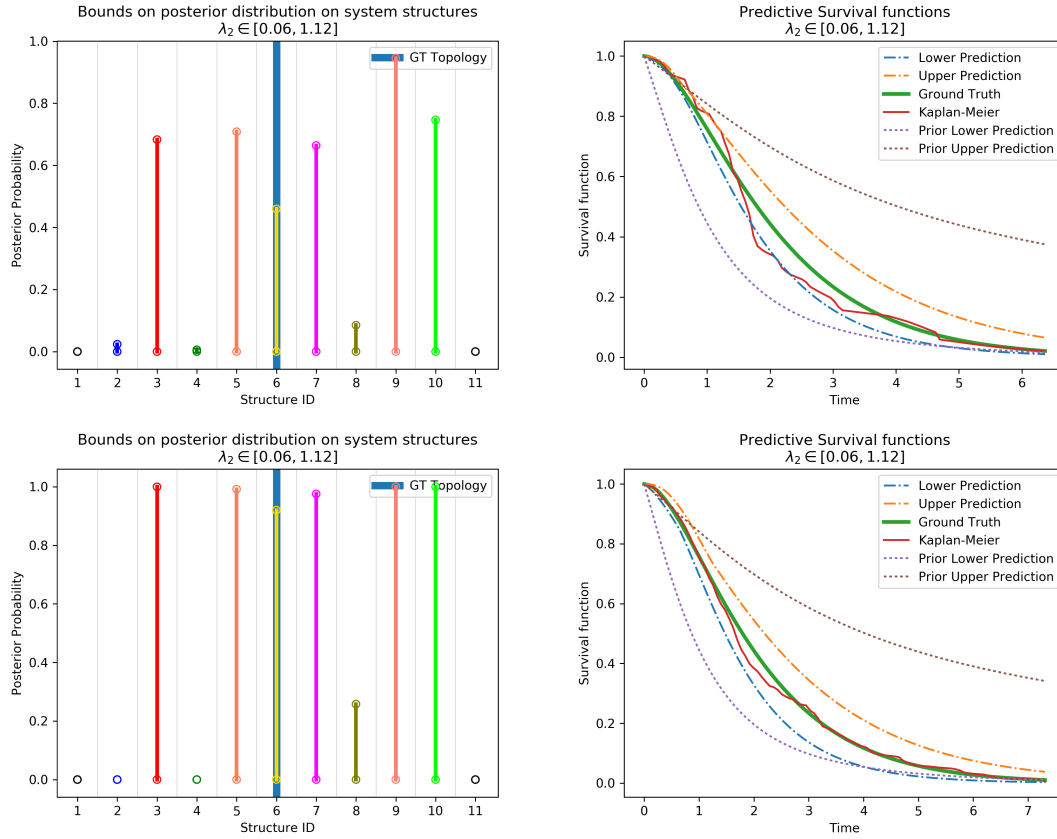 Bounds on posterior distribution on system structures
λ₂ ∈ [0.06, 1.12]
1.0
0.8
0.6
0.4
0.2
0.0
Posterior Probability
GT Topology
1 2 3 4 5 6 7 8 9 10 11
Structure ID
Predictive Survival functions
λ₂ ∈ [0.06, 1.12]
1.0
0.8
0.6
0.4
0.2
0.0
Survival function
Lower Prediction
Upper Prediction
Ground Truth
Kaplan-Meier
Prior Lower Prediction
Prior Upper Prediction
0 1 2 3 4 5 6
Time
Bounds on posterior distribution on system structures
λ₂ ∈ [0.06, 1.12]
1.0
0.8
0.6
0.4
0.2
0.0
Posterior Probability
GT Topology
1 2 3 4 5 6 7 8 9 10 11
Structure ID
Predictive Survival functions
λ₂ ∈ [0.06, 1.12]
1.0
0.8
0.6
0.4
0.2
0.0
Survival function
Lower Prediction
Upper Prediction
Ground Truth
Kaplan-Meier
Prior Lower Prediction
Prior Upper Prediction
0 1 2 3 4 5 6 7
Time